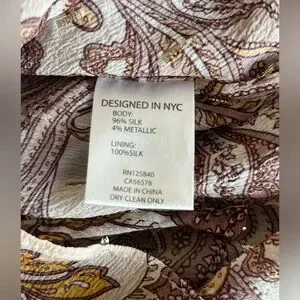 DESIGNED IN NYC
BODY:
96% SILK
4% METALLIC
LINING:
100%SILK
RN125840
CA56578
MADE IN CHINA
DRY CLEAN ONLY